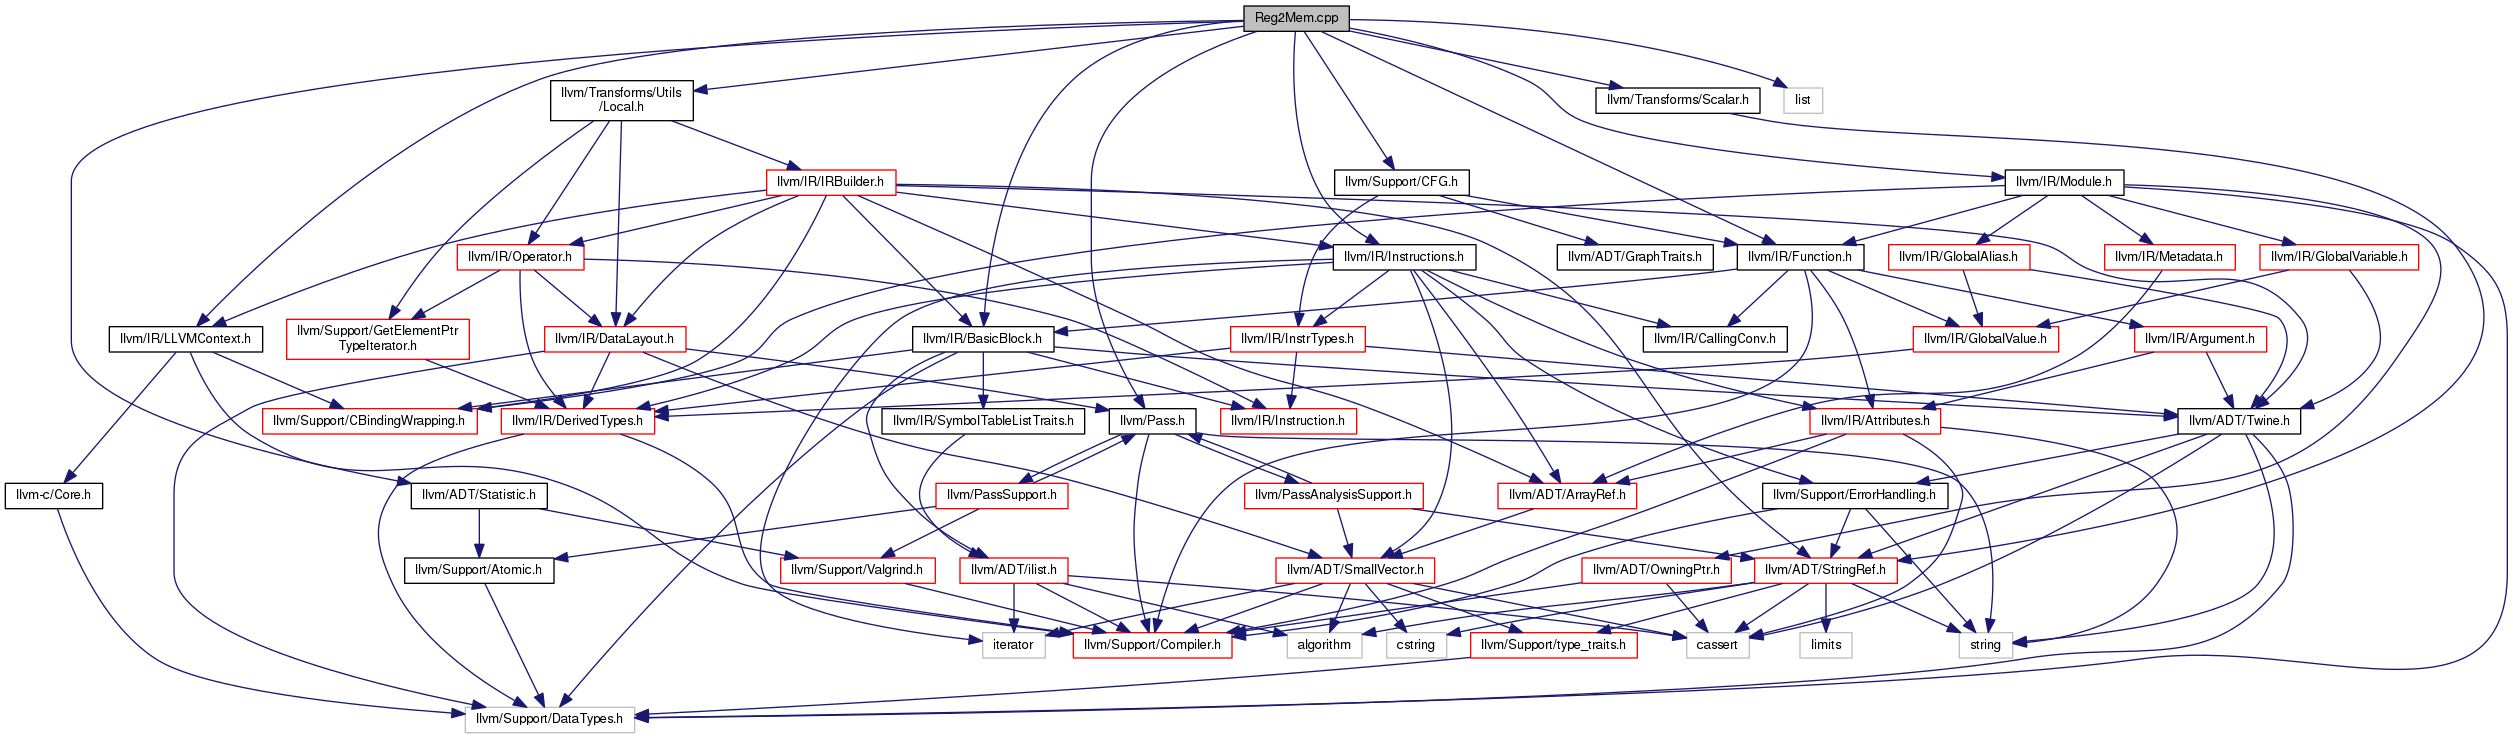 Reg2Mem.cpp
llvm/Transforms/Utils
/Local.h
llvm/Transforms/Scalar.h
list
llvm/IR/IRBuilder.h
llvm/Support/CFG.h
llvm/IR/Module.h
llvm/IR/Operator.h
llvm/IR/Instructions.h
llvm/ADT/GraphTraits.h
llvm/IR/Function.h
llvm/IR/GlobalAlias.h
llvm/IR/Metadata.h
llvm/IR/GlobalVariable.h
llvm/IR/LLVMContext.h
llvm/Support/GetElementPtr
TypeIterator.h
llvm/IR/DataLayout.h
llvm/IR/BasicBlock.h
llvm/IR/InstrTypes.h
llvm/IR/CallingConv.h
llvm/IR/GlobalValue.h
llvm/IR/Argument.h
llvm/Support/CBindingWrapping.h
llvm/IR/DerivedTypes.h
llvm/IR/SymbolTableListTraits.h
llvm/Pass.h
llvm/IR/Instruction.h
llvm/IR/Attributes.h
llvm/ADT/Twine.h
llvm-c/Core.h
llvm/ADT/Statistic.h
llvm/PassSupport.h
llvm/PassAnalysisSupport.h
llvm/ADT/ArrayRef.h
llvm/Support/ErrorHandling.h
llvm/Support/Atomic.h
llvm/Support/Valgrind.h
llvm/ADT/ilist.h
llvm/ADT/SmallVector.h
llvm/ADT/OwningPtr.h
llvm/ADT/StringRef.h
iterator
llvm/Support/Compiler.h
algorithm
cstring
llvm/Support/type_traits.h
cassert
limits
string
llvm/Support/DataTypes.h